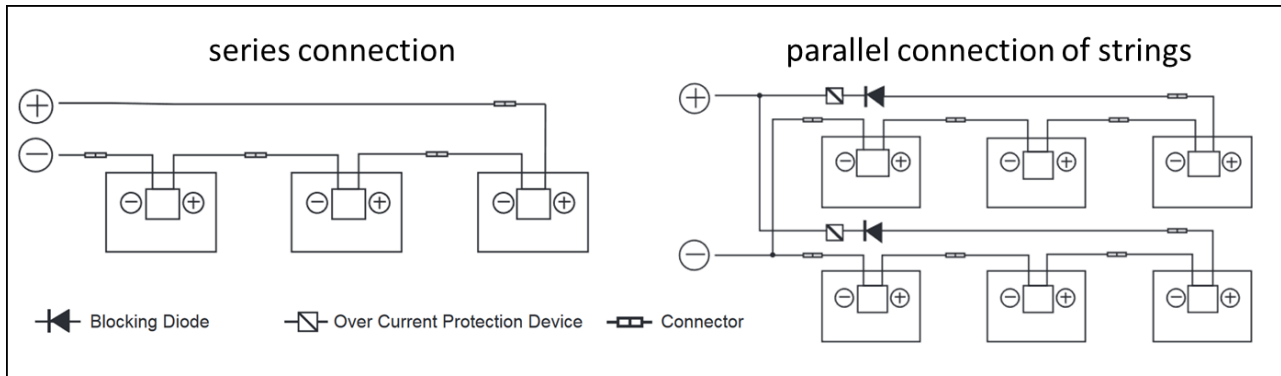 series connection
parallel connection of strings
+
−
− +
− +
− +
+
− +
− +
− +
−
− +
− +
− +
Blocking Diode
Over Current Protection Device
Connector